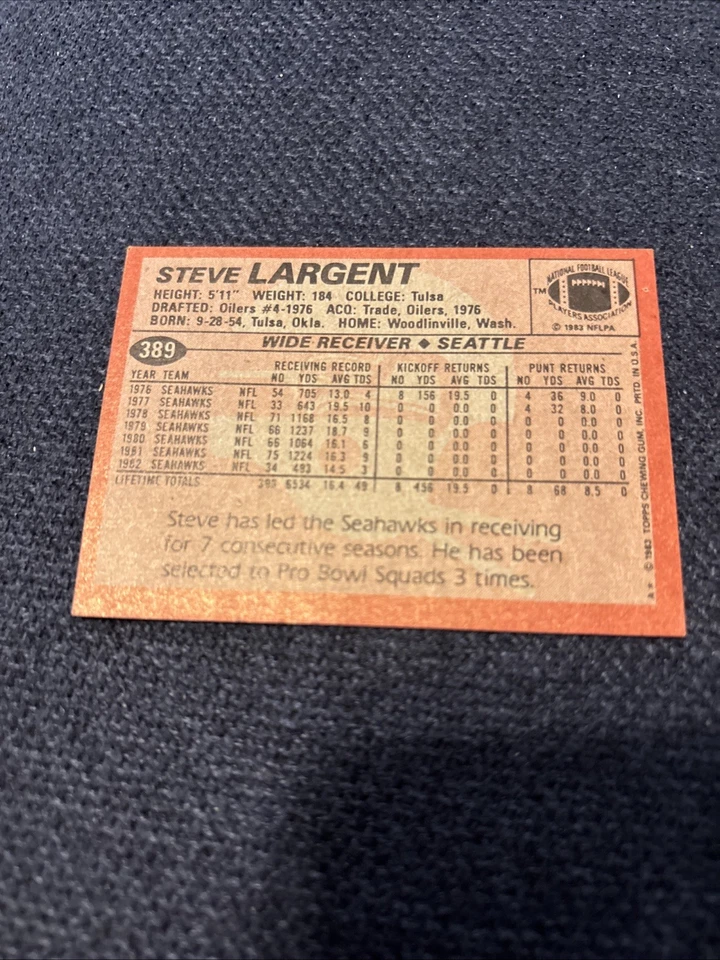 STEVE LARGENT
HEIGHT: 5'11" WEIGHT: 184 COLLEGE: Tulsa
DRAFTED: Oilers #4-1976 ACQ: Trade, Oilers, 1976
BORN: 9-28-54, Tulsa, Okla. HOME: Woodlinville, Wash.
NATIONAL FOOTBALL LEAGUE
PLAYERS ASSOCIATION
TM
© 1983 NFLPA
389
WIDE RECEIVER ◆ SEATTLE
RECEIVING RECORD KICKOFF RETURNS PUNT RETURNS
YEAR TEAM NO YDS AVG TDS NO YDS AVG TDS NO YDS AVG TDS
1976 SEAHAWKS NFL 54 705 13.0 4 8 156 19.5 0 4 36 9.0 0
1977 SEAHAWKS NFL 33 643 19.5 10 0 0 0.0 0 4 32 8.0 0
1978 SEAHAWKS NFL 71 1168 16.5 8 0 0 0.0 0 0 0 0.0 0
1979 SEAHAWKS NFL 66 1237 18.7 9 0 0 0.0 0 0 0 0.0 0
1980 SEAHAWKS NFL 66 1064 16.1 6 0 0 0.0 0 0 0 0.0 0
1981 SEAHAWKS NFL 75 1224 16.3 9 0 0 0.0 0 0 0 0.0 0
1982 SEAHAWKS NFL 34 493 14.5 3 0 0 0.0 0 0 0 0.0 0
LIFETIME TOTALS 399 6534 16.4 49 8 456 19.5 0 8 68 8.5 0
Steve has led the Seahawks in receiving
for 7 consecutive seasons. He has been
selected to Pro Bowl Squads 3 times.
© 1983 TOPPS CHEWING GUM, INC. PRTD. IN U.S.A.